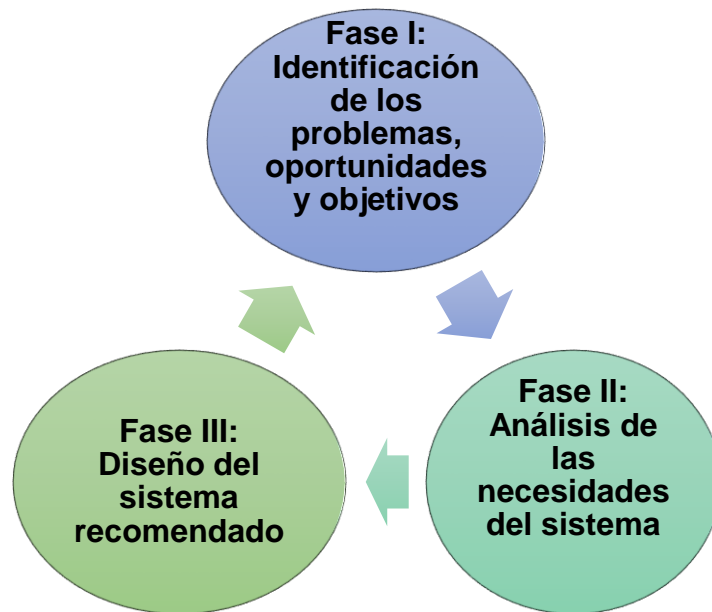 Fase I:
Identificación
de los
problemas,
oportunidades
y objetivos
Fase II:
Análisis de
las
necesidades
del sistema
Fase III:
Diseño del
sistema
recomendado